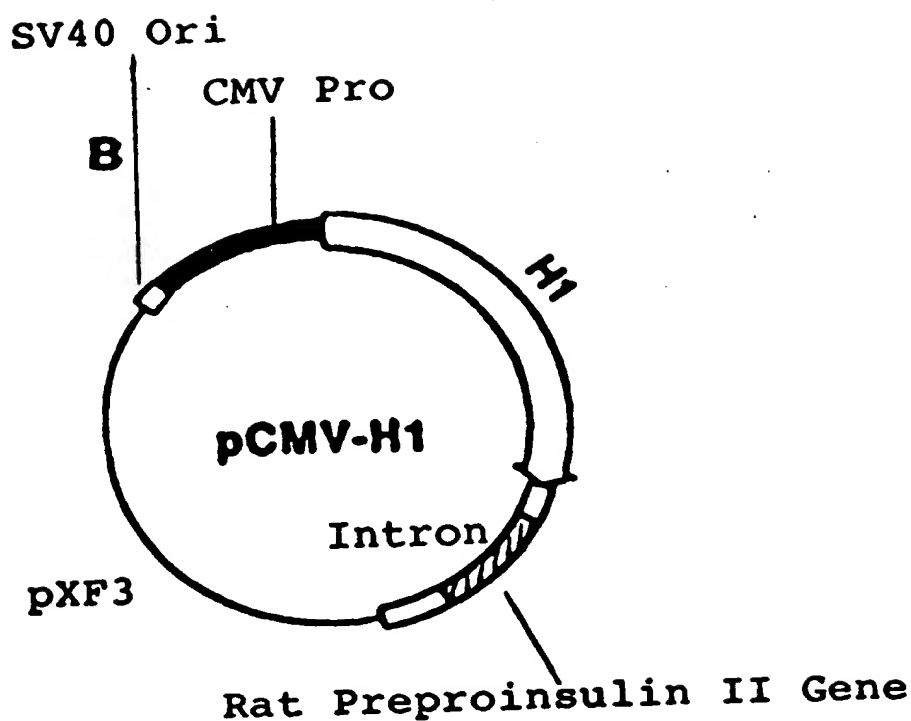 SV40 Ori
CMV Pro
B
H1
pCMV-H1
Intron
pXF3
Rat Preproinsulin II Gene